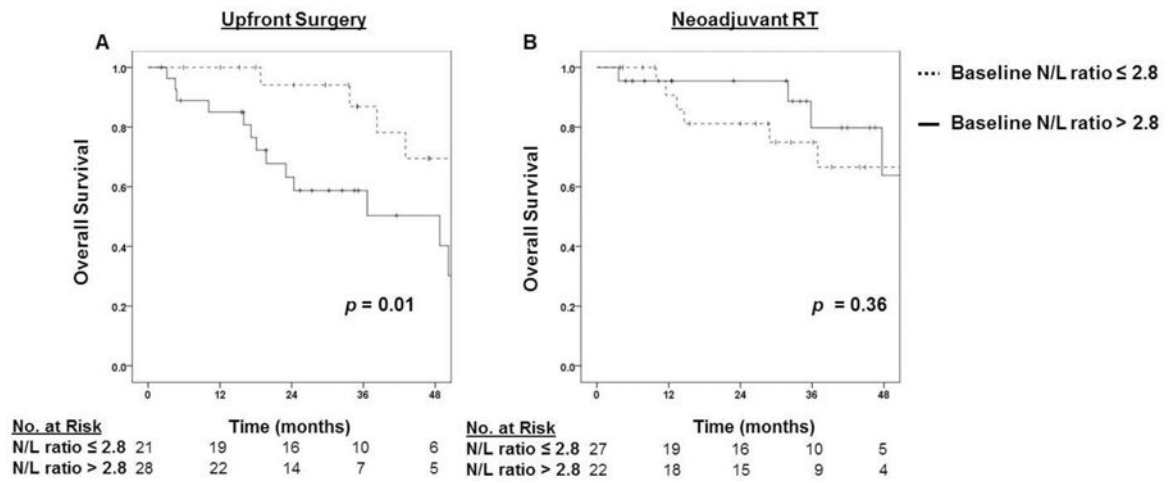 Upfront Surgery
Neoadjuvant RT
A
B
Baseline N/L ratio ≤ 2.8
Baseline N/L ratio > 2.8
Overall Survival
1.0
0.8
0.6
0.4
0.2
0.0
p = 0.01
0 12 24 36 48
Time (months)
Overall Survival
1.0
0.8
0.6
0.4
0.2
0.0
p = 0.36
0 12 24 36 48
Time (months)
No. at Risk
N/L ratio ≤ 2.8 21 19 16 10 6
N/L ratio > 2.8 28 22 14 7 5
No. at Risk
N/L ratio ≤ 2.8 27 19 16 10 5
N/L ratio > 2.8 22 18 15 9 4